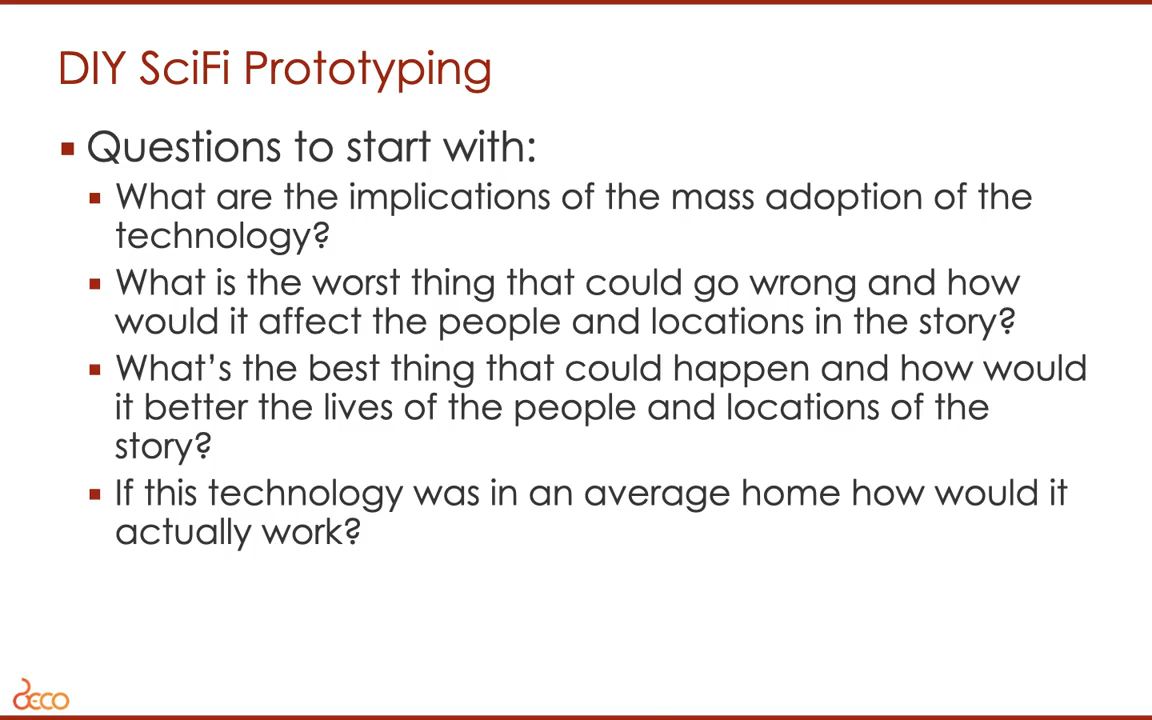 DIY SciFi Prototyping
Questions to start with:
What are the implications of the mass adoption of the
technology?
What is the worst thing that could go wrong and how
would it affect the people and locations in the story?
What’s the best thing that could happen and how would
it better the lives of the people and locations of the
story?
If this technology was in an average home how would it
actually work?
DECO